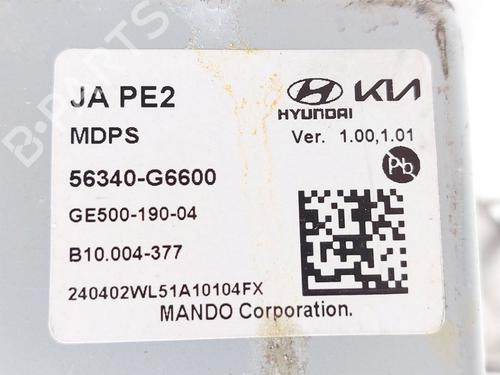 JA PE2
HYUNDAI KIA
MDPS
Ver. 1.00,1.01
56340-G6600
Pb
GE500-190-04
B10.004-377
240402WL51A10104FX
MANDO Corporation.
B-PARTS